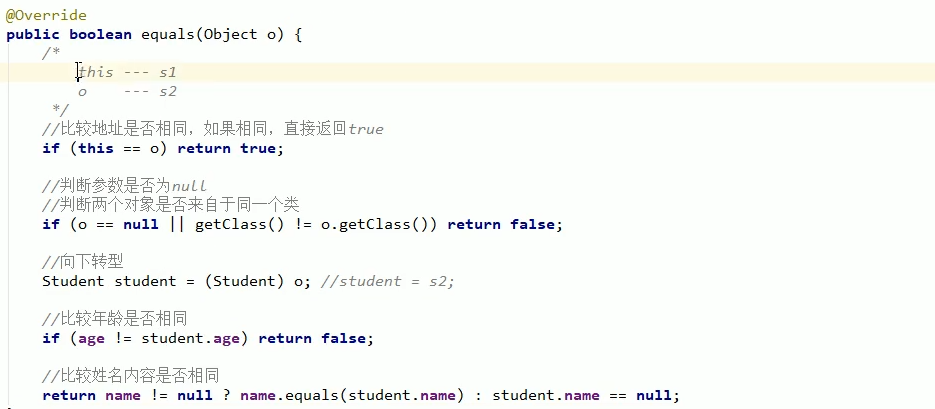 @Override
public boolean equals(Object o) {
/*
this --- s1
o --- s2
*/
//比较地址是否相同，如果相同，直接返回true
if (this == o) return true;
//判断参数是否为null
//判断两个对象是否来自于同一个类
if (o == null || getClass() != o.getClass()) return false;
//向下转型
Student student = (Student) o; //student = s2;
//比较年龄是否相同
if (age != student.age) return false;
//比较姓名内容是否相同
return name != null ? name.equals(student.name) : student.name == null;